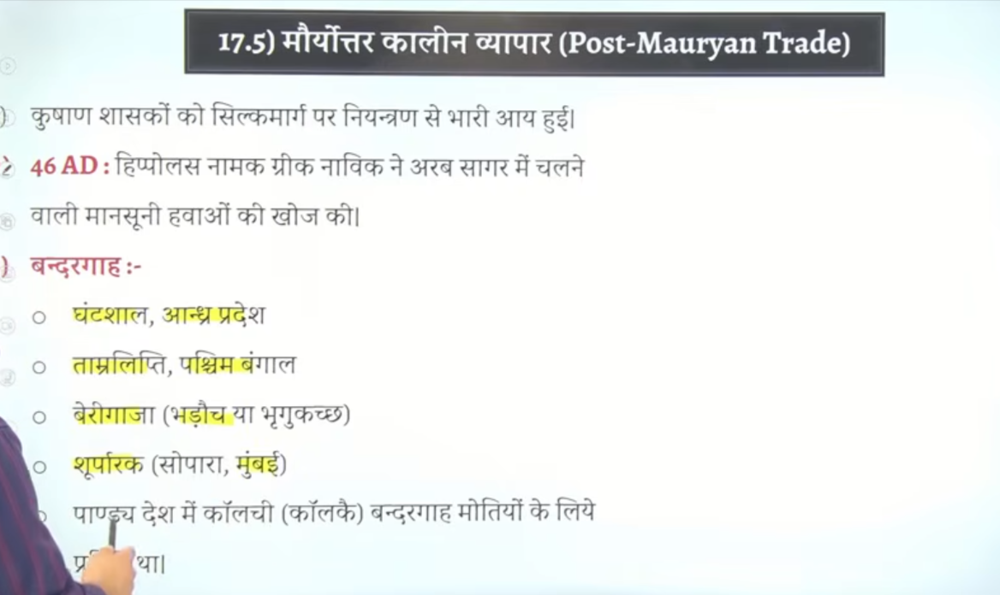 17.5) मौर्योत्तर कालीन व्यापार (Post-Mauryan Trade)
कुषाण शासकों को सिल्कमार्ग पर नियन्त्रण से भारी आय हुई।
46 AD : हिप्पोलस नामक ग्रीक नाविक ने अरब सागर में चलने
वाली मानसूनी हवाओं की खोज की।
बन्दरगाह :-
घंटशाल, आन्ध्र प्रदेश
ताम्रलिप्ति, पश्चिम बंगाल
बेरीगाजा (भड़ौच या भृगुकच्छ)
शूर्पारक (सोपारा, मुंबई)
पाण्ड्य देश में कॉलची (कॉलकै) बन्दरगाह मोतियों के लिये
था।